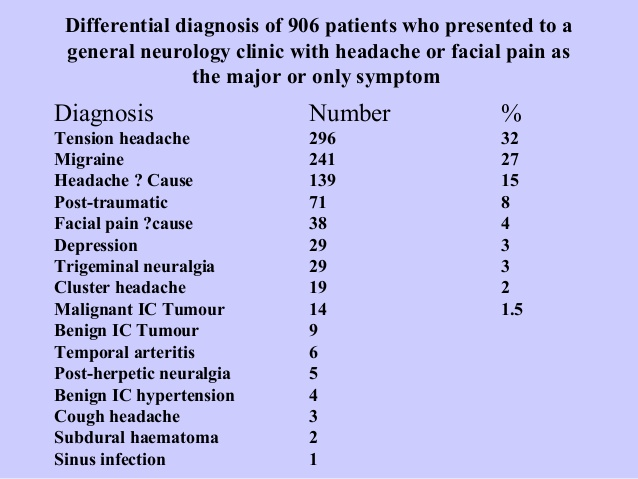 Differential diagnosis of 906 patients who presented to a
general neurology clinic with headache or facial pain as
the major or only symptom
Diagnosis Number %
Tension headache 296 32
Migraine 241 27
Headache ? Cause 139 15
Post-traumatic 71 8
Facial pain ?cause 38 4
Depression 29 3
Trigeminal neuralgia 29 3
Cluster headache 19 2
Malignant IC Tumour 14 1.5
Benign IC Tumour 9
Temporal arteritis 6
Post-herpetic neuralgia 5
Benign IC hypertension 4
Cough headache 3
Subdural haematoma 2
Sinus infection 1